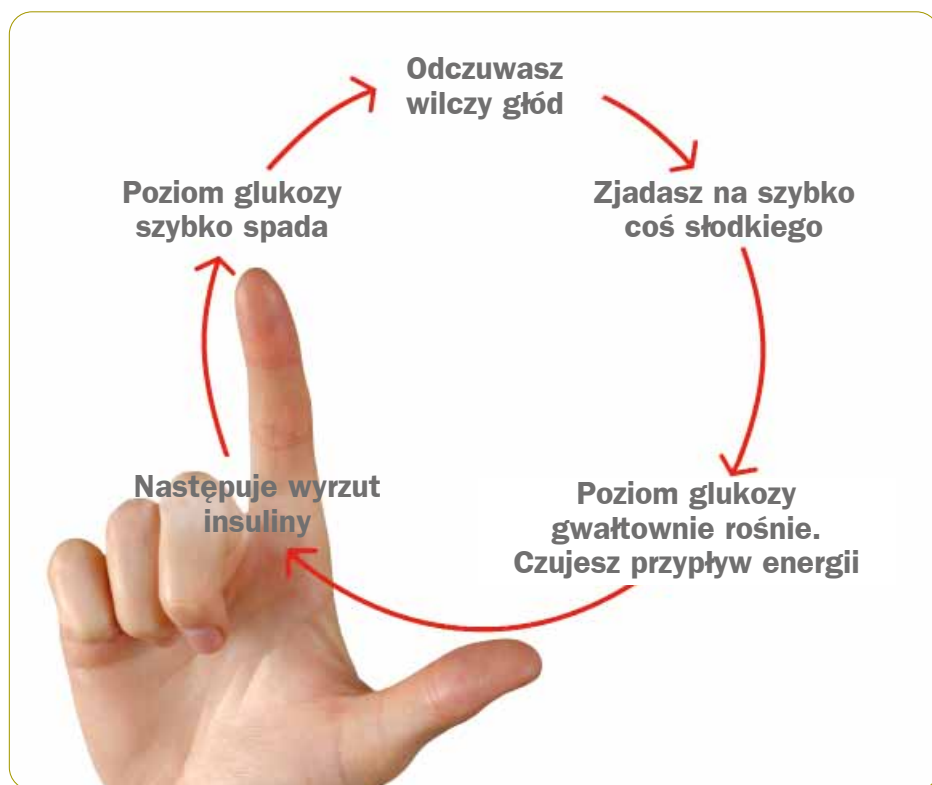 Odczuwasz
wilczy głód
Zjadasz na szybko
coś słodkiego
Poziom glukozy
gwałtownie rośnie.
Czujesz przypływ energii
Następuje wyrzut
insuliny
Poziom glukozy
szybko spada